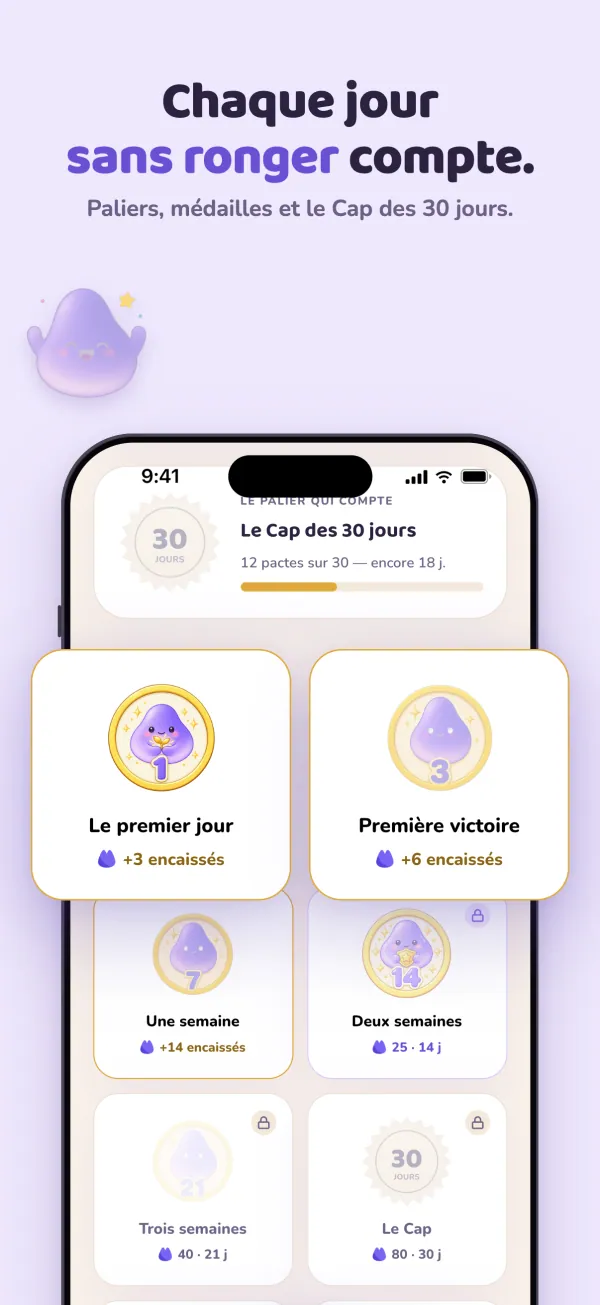 Chaque jour
sans ronger compte.
Paliers, médailles et le Cap des 30 jours.
9:41
LE PALIER QUI COMPTE
30
JOURS
Le Cap des 30 jours
12 pactes sur 30 — encore 18 j.
1
Le premier jour
+3 encaissés
3
Première victoire
+6 encaissés
7
Une semaine
+14 encaissés
14
Deux semaines
25 · 14 j
21
Trois semaines
40 · 21 j
30
JOURS
Le Cap
80 · 30 j